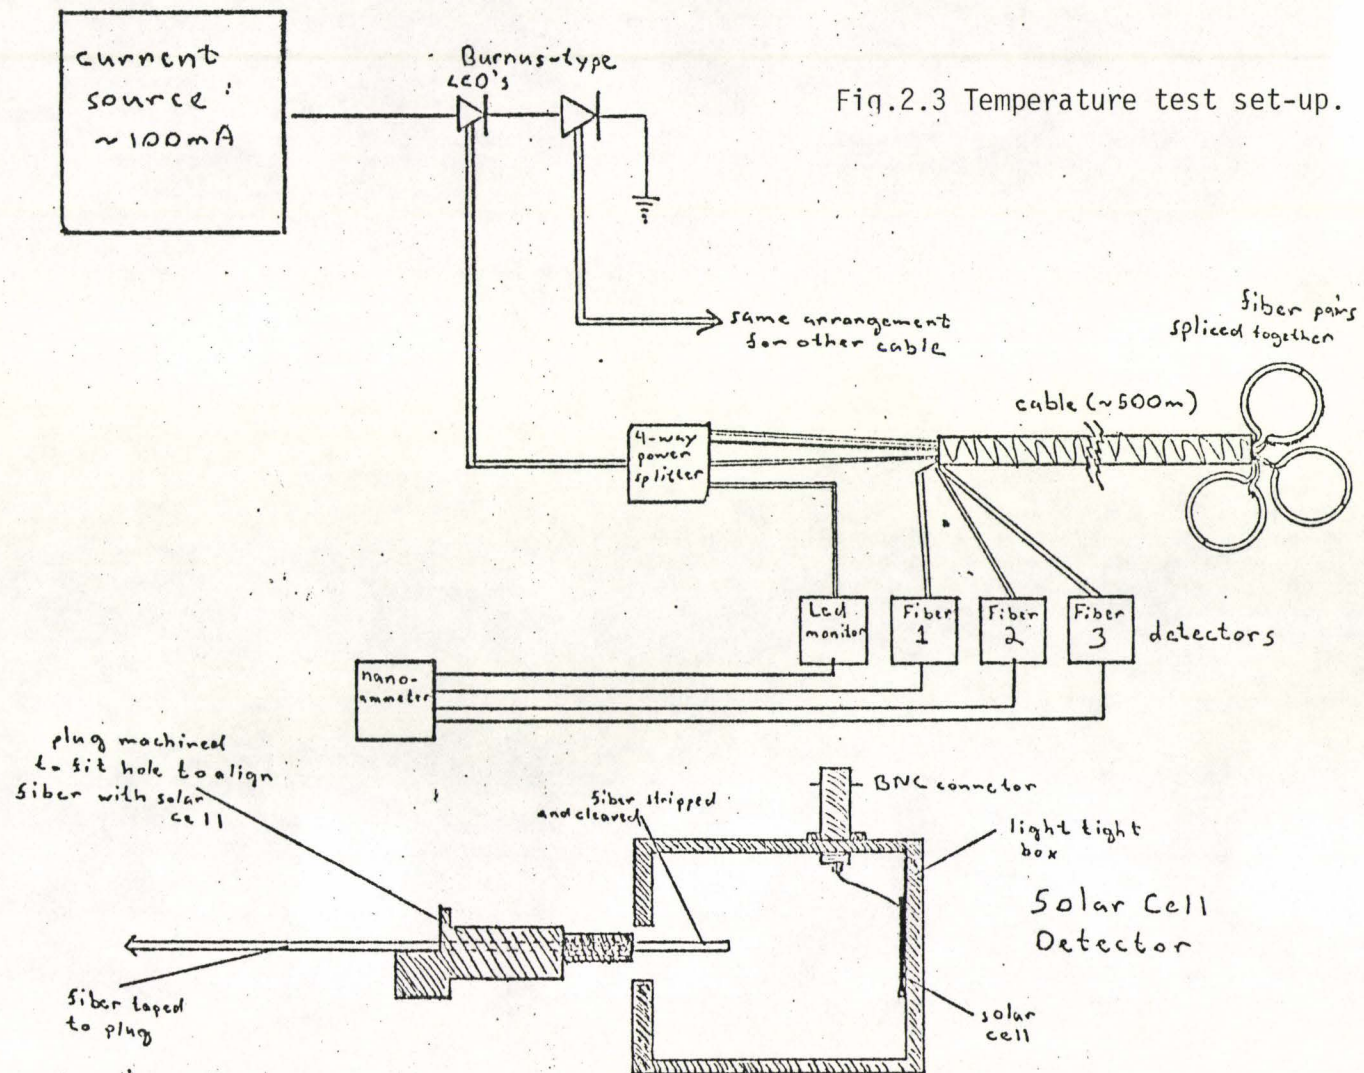 current
source
~100mA
Burrus-type
LED's
Fig.2.3 Temperature test set-up.
same arrangement
for other cable
fiber pairs
spliced together
cable (~500m)
4-way
power
splitter
Led
monitor
Fiber
1
Fiber
2
Fiber
3
detectors
nano-
ammeter
plug machined
to fit hole to align
fiber with solar
cell
fiber stripped
and cleaved
BNC connetor
light tight
box
Solar Cell
Detector
fiber taped
to plug
solar
cell